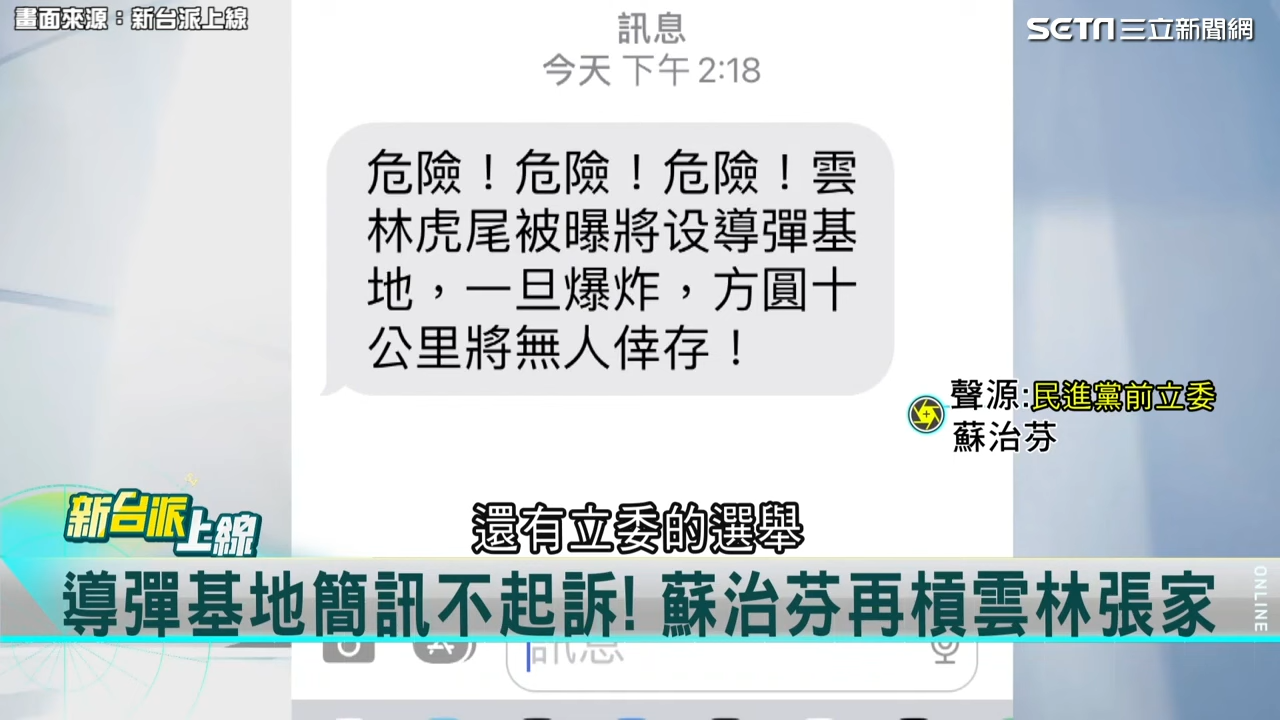 畫面來源：新台派上線
SETN三立新聞網
訊息
今天 下午2:18
危險！危險！危險！雲
林虎尾被曝將设導彈基
地，一旦爆炸，方圓十
公里將無人倖存！
聲源:民進黨前立委
蘇治芬
還有立委的選舉
新台派
上線
導彈基地簡訊不起訴! 蘇治芬再槓雲林張家
ONLINE
訊息